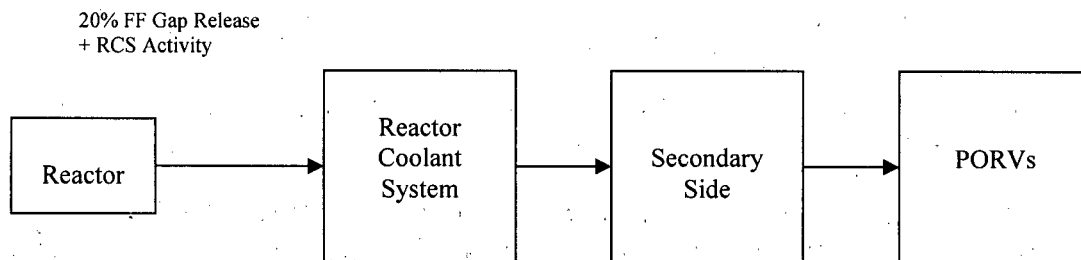 20% FF Gap Release
+ RCS Activity
Reactor
Reactor
Coolant
System
Secondary
Side
PORVs